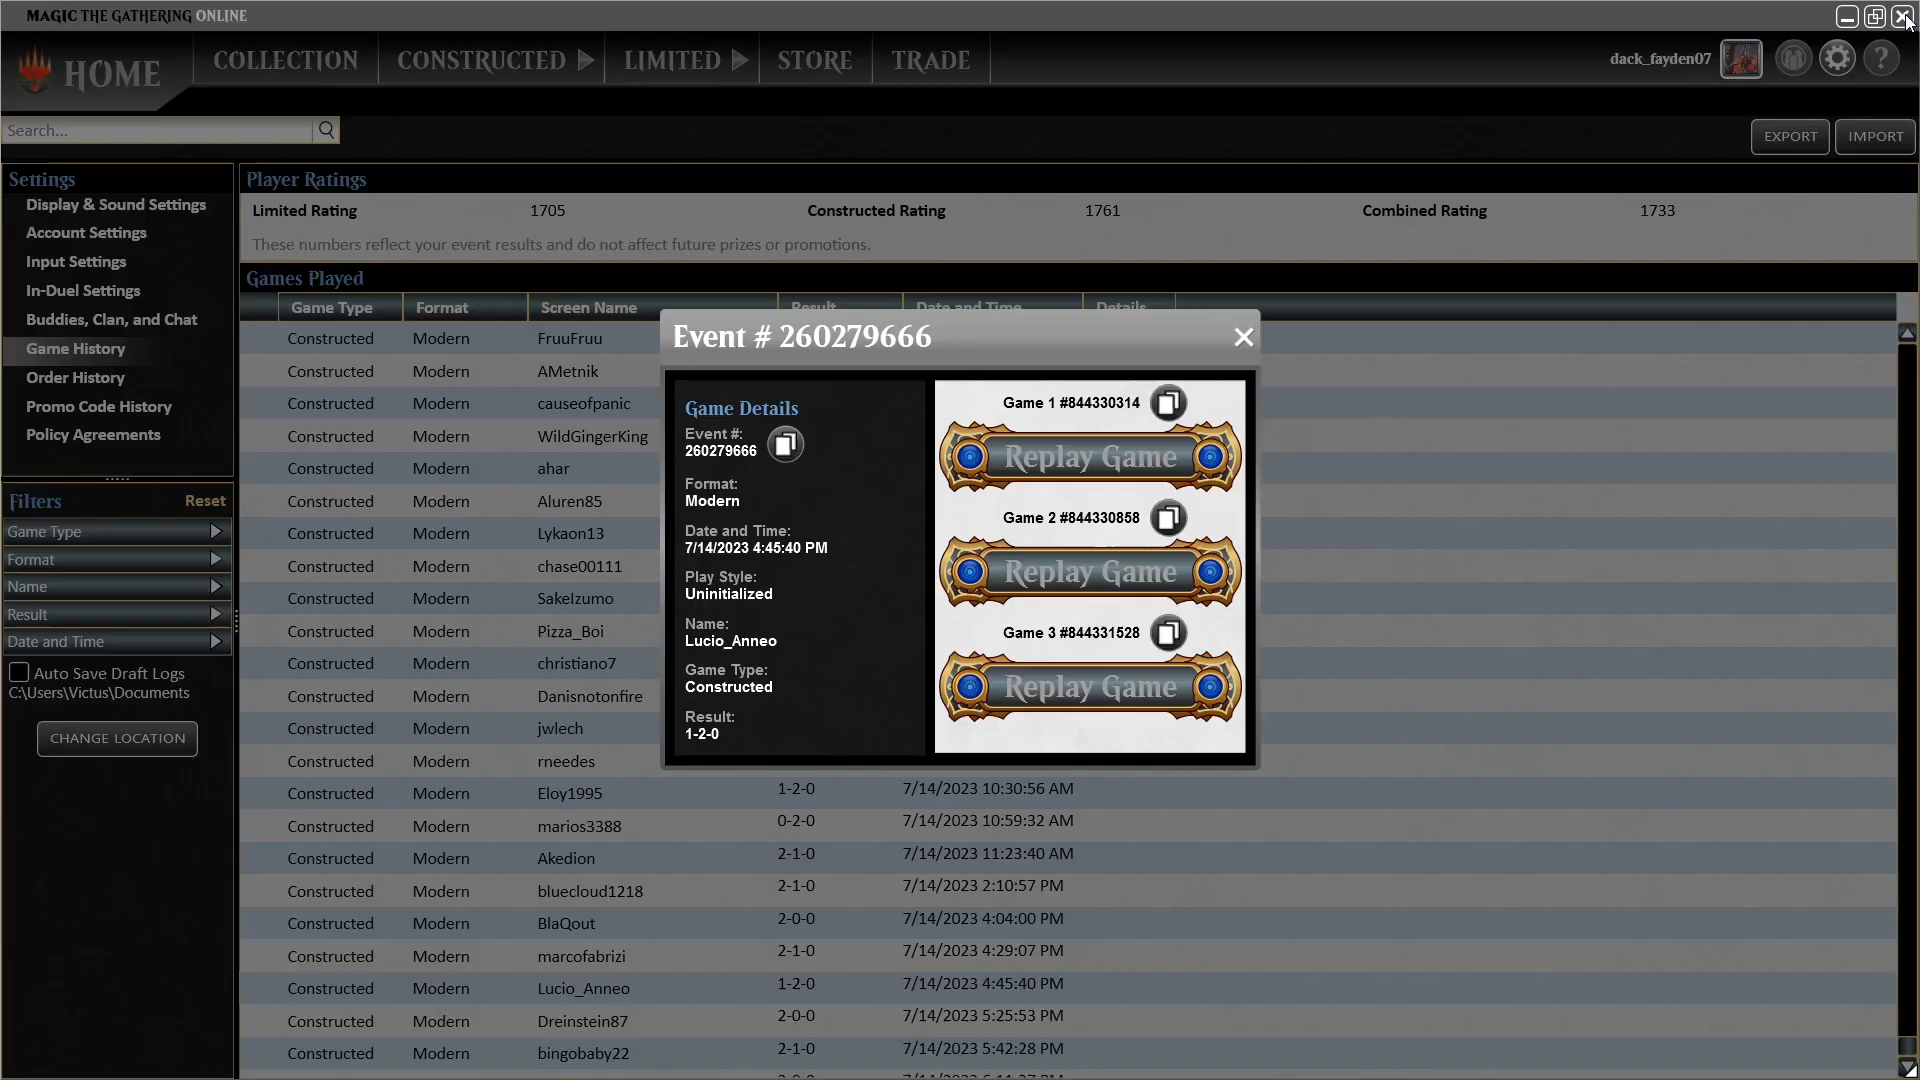 MAGIC THE GATHERING ONLINE
HOME
COLLECTION
CONSTRUCTED
LIMITED
STORE
TRADE
dack_fayden07
?
Search...
EXPORT
IMPORT
Settings
Display & Sound Settings
Account Settings
Input Settings
In-Duel Settings
Buddies, Clan, and Chat
Game History
Order History
Promo Code History
Policy Agreements
Filters Reset
Game Type
Format
Name
Result
Date and Time
Auto Save Draft Logs
C:\Users\Victus\Documents
CHANGE LOCATION
Player Ratings
Limited Rating 1705 Constructed Rating 1761 Combined Rating 1733
These numbers reflect your event results and do not affect future prizes or promotions.
Games Played
Game Type Format Screen Name Result Date and Time Details
Constructed Modern FruuFruu
Constructed Modern AMetnik
Constructed Modern causeofpanic
Constructed Modern WildGingerKing
Constructed Modern ahar
Constructed Modern Aluren85
Constructed Modern Lykaon13
Constructed Modern chase00111
Constructed Modern SakeIzumo
Constructed Modern Pizza_Boi
Constructed Modern christiano7
Constructed Modern Danisnotonfire
Constructed Modern jwlech
Constructed Modern rneedes
Constructed Modern Eloy1995 1-2-0 7/14/2023 10:30:56 AM
Constructed Modern marios3388 0-2-0 7/14/2023 10:59:32 AM
Constructed Modern Akedion 2-1-0 7/14/2023 11:23:40 AM
Constructed Modern bluecloud1218 2-1-0 7/14/2023 2:10:57 PM
Constructed Modern BlaQout 2-0-0 7/14/2023 4:04:00 PM
Constructed Modern marcofabrizi 2-1-0 7/14/2023 4:29:07 PM
Constructed Modern Lucio_Anneo 1-2-0 7/14/2023 4:45:40 PM
Constructed Modern Dreinstein87 2-0-0 7/14/2023 5:25:53 PM
Constructed Modern bingobaby22 2-1-0 7/14/2023 5:42:28 PM
Event # 260279666
Game Details
Event #:
260279666
Format:
Modern
Date and Time:
7/14/2023 4:45:40 PM
Play Style:
Uninitialized
Name:
Lucio_Anneo
Game Type:
Constructed
Result:
1-2-0
Game 1 #844330314
Replay Game
Game 2 #844330858
Replay Game
Game 3 #844331528
Replay Game